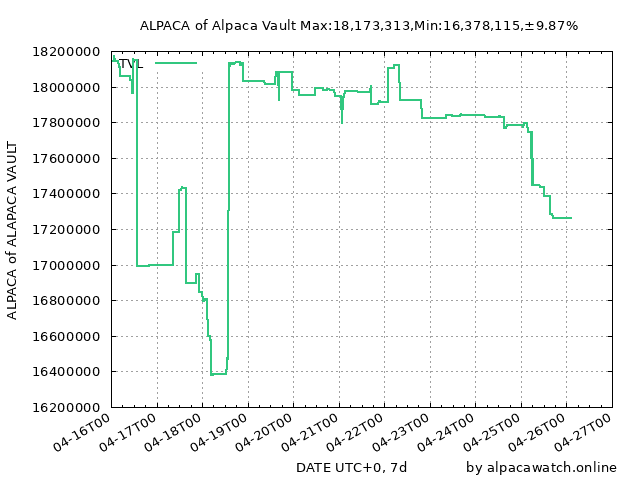 ALPACA of Alpaca Vault Max:18,173,313,Min:16,378,115,±9.87%
18200000
TVL
18000000
17800000
17600000
17400000
17200000
17000000
16800000
16600000
16400000
16200000
ALPACA of ALAPACA VAULT
04-16T00
04-17T00
04-18T00
04-19T00
04-20T00
04-21T00
04-22T00
04-23T00
04-24T00
04-25T00
04-26T00
04-27T00
DATE UTC+0, 7d
by alpacawatch.online